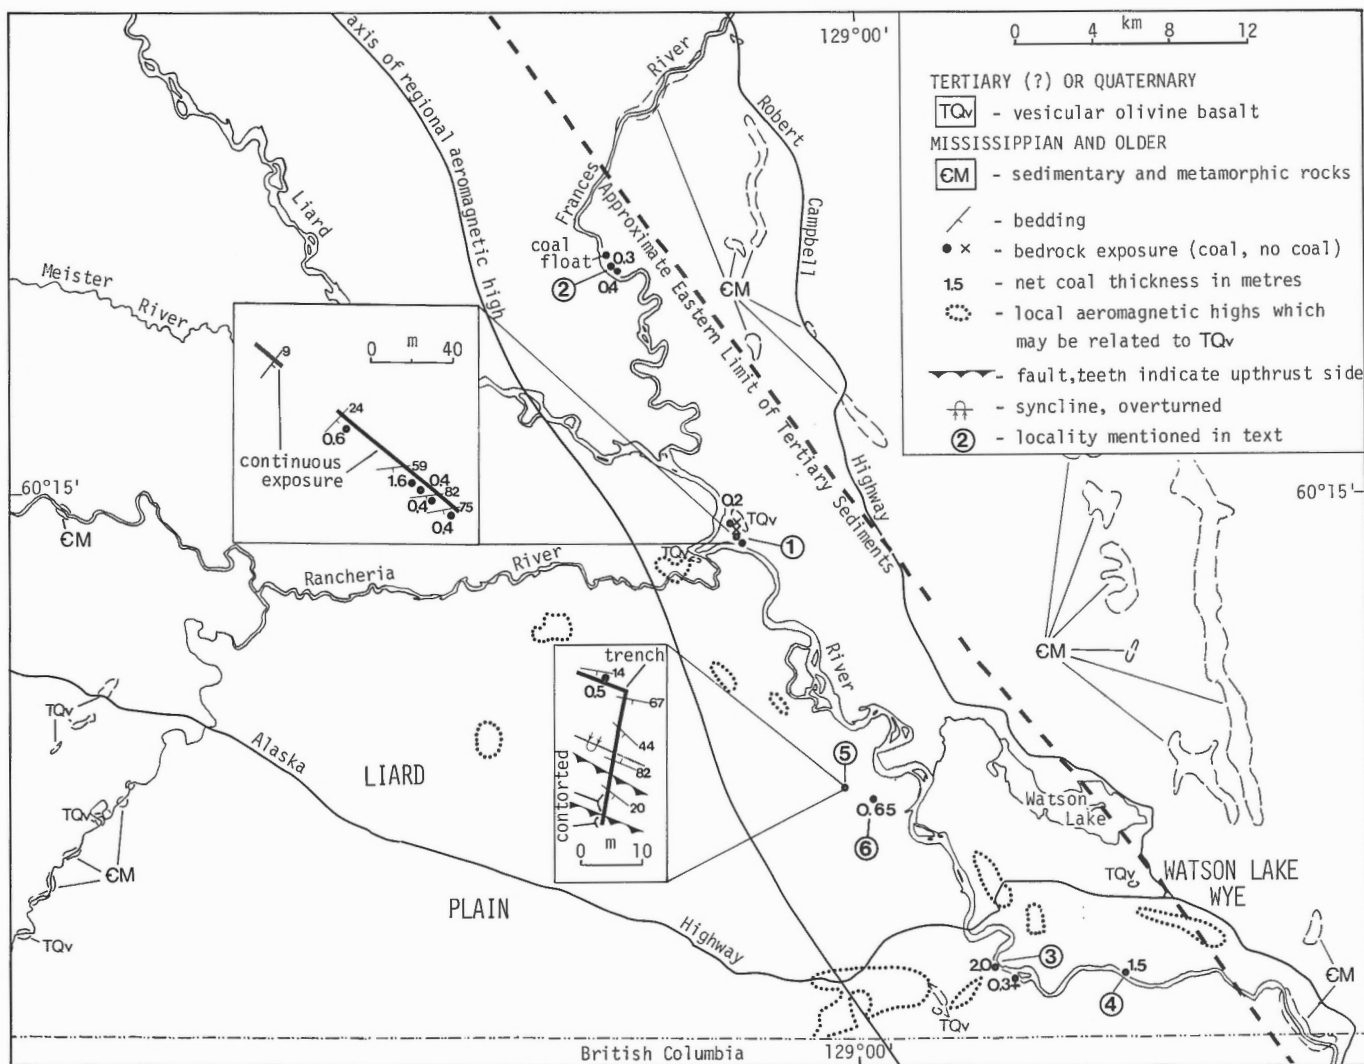 axis of regional aeromagnetic high
River
129°00'
km
0 4 8 12
TERTIARY (?) OR QUATERNARY
TQv - vesicular olivine basalt
MISSISSIPPIAN AND OLDER
ЄM - sedimentary and metamorphic rocks
- bedding
- bedrock exposure (coal, no coal)
1.5 - net coal thickness in metres
- local aeromagnetic highs which
may be related to TQv
- fault, teeth indicate upthrust side
- syncline, overturned
2 - locality mentioned in text
Robert
Campbell
Highway
Frances
Approximate Eastern Limit of Tertiary Sediments
Liard
coal
float
0.3
2
0.4
ЄM
Meister
River
9
m
0 40
24
0.6
continuous
exposure
59
1.6
0.4
82
0.4
75
0.4
60°15'
60°15'
ЄM
0.2
TQv
1
TQv
Rancheria
River
River
ЄM
trench
14
0.5
67
44
82
20
contorted
m
0 10
TQv
Alaska
LIARD
5
0.65
6
Watson
Lake
TQv
ЄM
PLAIN
TQv
WATSON LAKE
WYE
TQv
Highway
2.0
3
0.3+
1.5
4
ЄM
TQv
British Columbia
129°00'